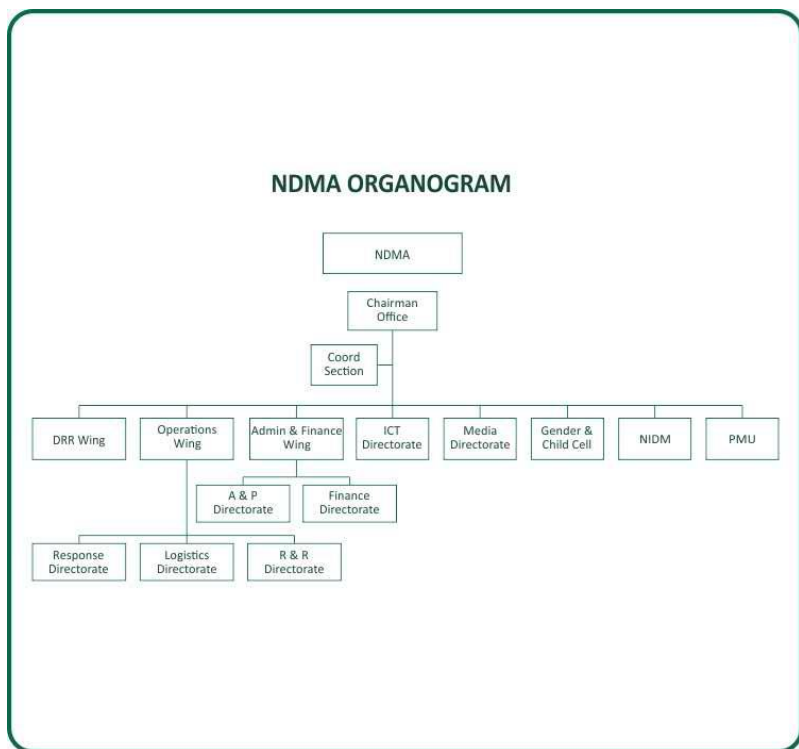 NDMA ORGANOGRAM
NDMA
Chairman
Office
Coord
Section
DRR Wing
Operations
Wing
Admin & Finance
Wing
ICT
Directorate
Media
Directorate
Gender &
Child Cell
NIDM
PMU
A & P
Directorate
Finance
Directorate
Response
Directorate
Logistics
Directorate
R & R
Directorate